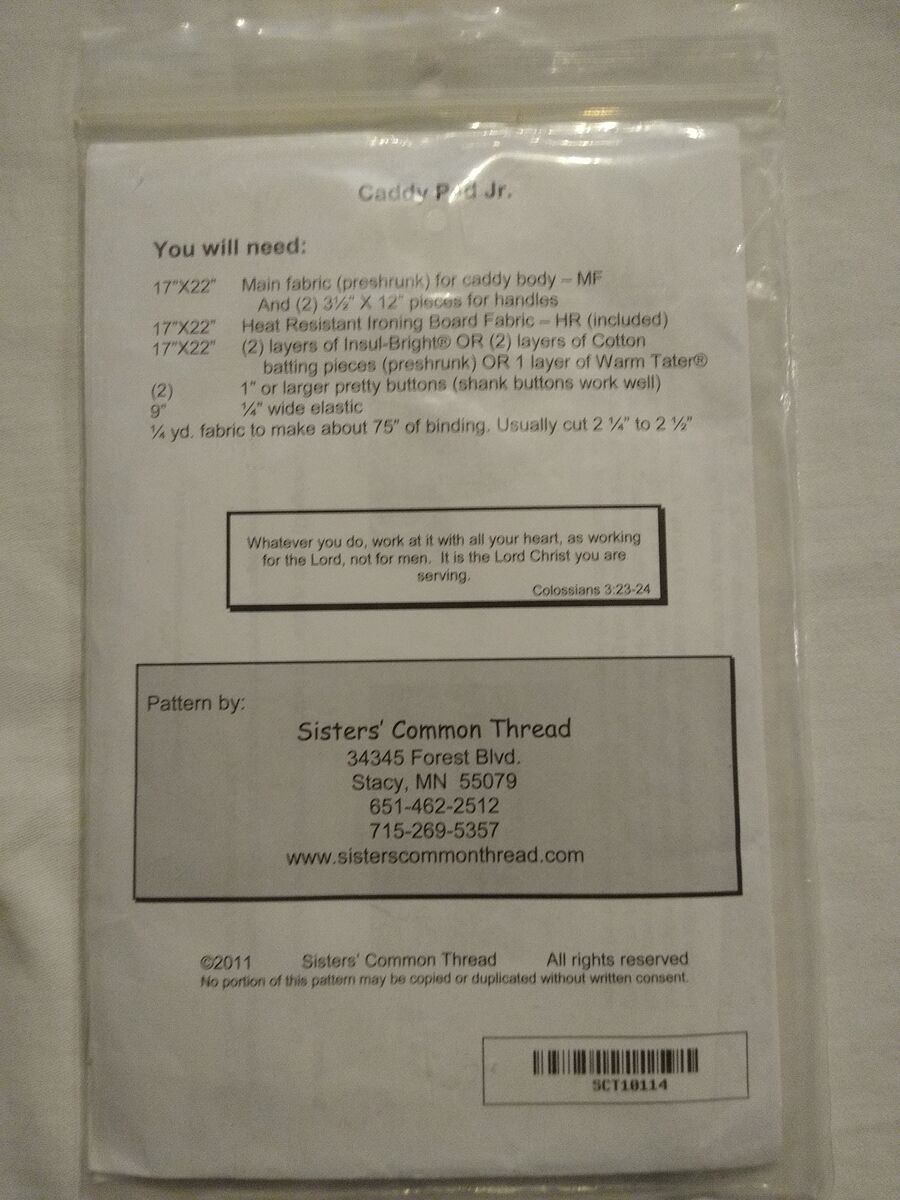 Caddy Pad Jr.
You will need:
17"X22" Main fabric (preshrunk) for caddy body – MF
And (2) 3½" X 12" pieces for handles
17"X22" Heat Resistant Ironing Board Fabric – HR (included)
17"X22" (2) layers of Insul-Bright® OR (2) layers of Cotton
batting pieces (preshrunk) OR 1 layer of Warm Tater®
(2) 1" or larger pretty buttons (shank buttons work well)
9" ¼" wide elastic
¼ yd. fabric to make about 75" of binding. Usually cut 2 ¼" to 2 ½"
Whatever you do, work at it with all your heart, as working
for the Lord, not for men. It is the Lord Christ you are
serving.
Colossians 3:23-24
Pattern by:
Sisters' Common Thread
34345 Forest Blvd.
Stacy, MN 55079
651-462-2512
715-269-5357
www.sisterscommonthread.com
©2011 Sisters' Common Thread All rights reserved
No portion of this pattern may be copied or duplicated without written consent.
SCT10114